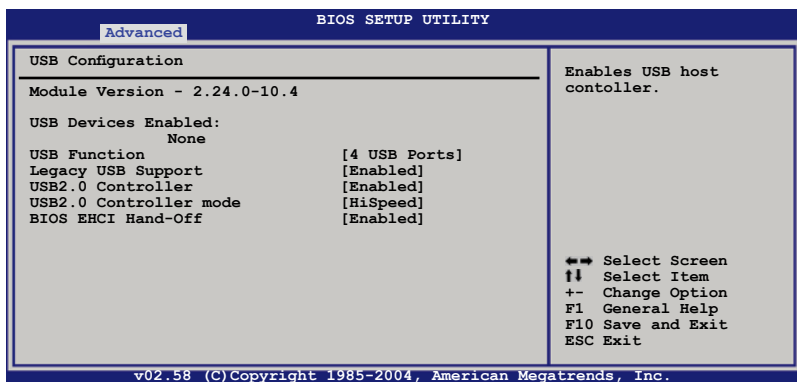 BIOS SETUP UTILITY
Advanced
USB Configuration
Module Version - 2.24.0-10.4
USB Devices Enabled:
None
USB Function [4 USB Ports]
Legacy USB Support [Enabled]
USB2.0 Controller [Enabled]
USB2.0 Controller mode [HiSpeed]
BIOS EHCI Hand-Off [Enabled]
Enables USB host
contoller.
←→ Select Screen
↑↓ Select Item
+- Change Option
F1 General Help
F10 Save and Exit
ESC Exit
v02.58 (C)Copyright 1985-2004, American Megatrends, Inc.